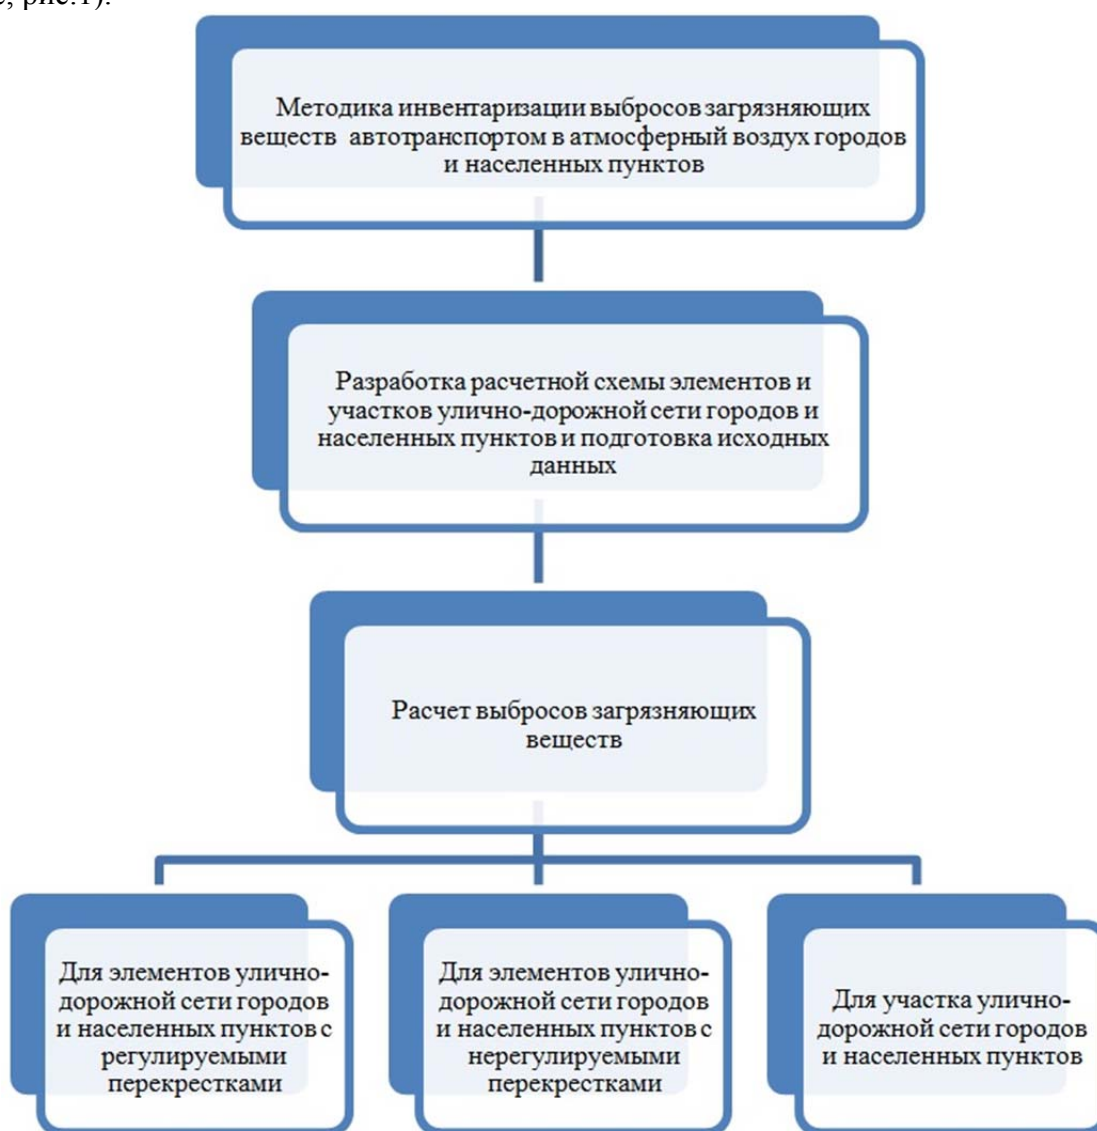 рис.1).
Методика инвентаризации выбросов загрязняющих
веществ автотранспортом в атмосферный воздух городов
и населенных пунктов
Разработка расчетной схемы элементов и
участков улично-дорожной сети городов и
населенных пунктов и подготовка исходных
данных
Расчет выбросов загрязняющих
веществ
Для элементов улично-
дорожной сети городов
и населенных пунктов с
регулируемыми
перекрестками
Для элементов улично-
дорожной сети городов
и населенных пунктов с
нерегулируемыми
перекрестками
Для участка улично-
дорожной сети городов
и населенных пунктов